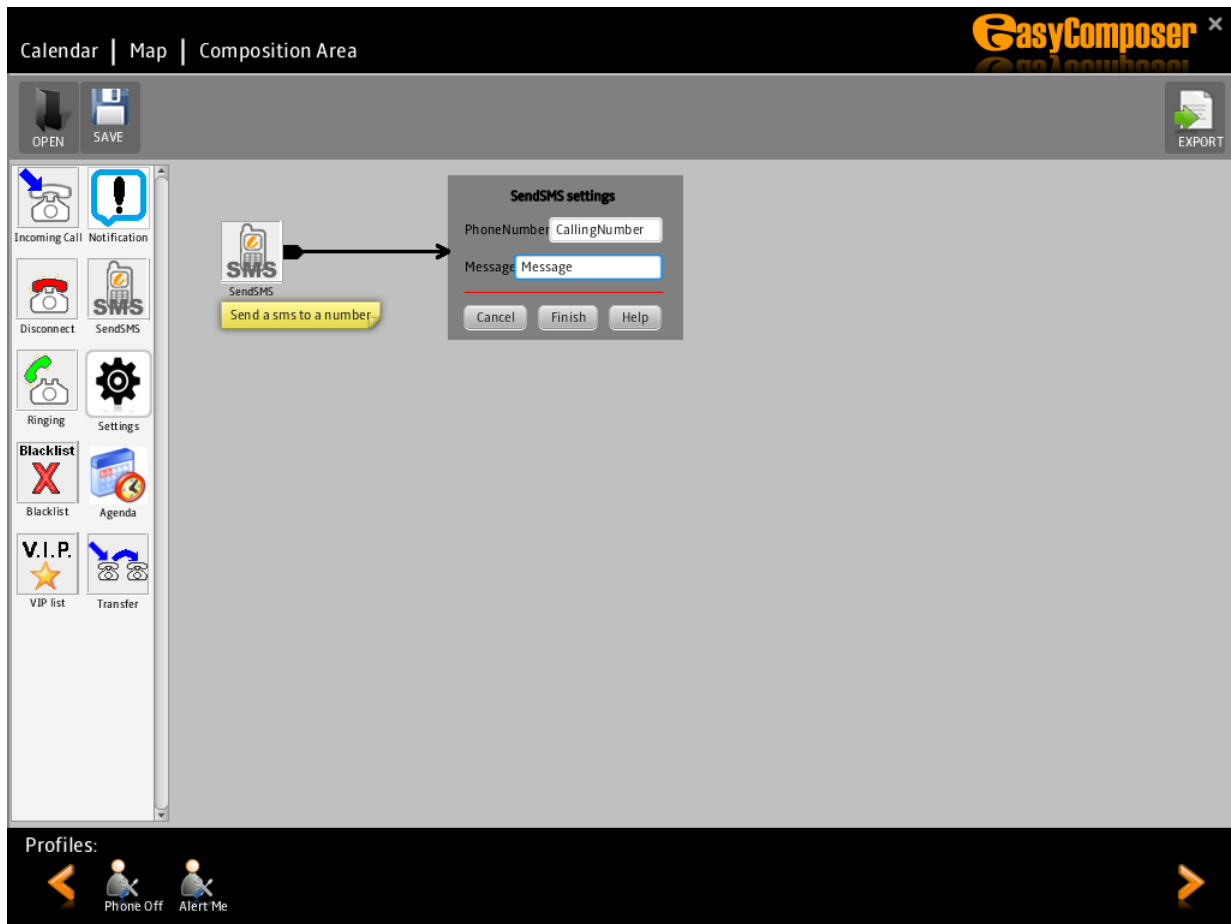 Calendar | Map | Composition Area
EasyComposer
OPEN
SAVE
EXPORT
Incoming Call
Notification
Disconnect
SMS
SendSMS
Ringing
Settings
Blacklist
Blacklist
Agenda
V.I.P.
VIP list
Transfer
SMS
SendSMS
Send a sms to a number
SendSMS settings
PhoneNumber CallingNumber
Message Message
Cancel Finish Help
Profiles:
Phone Off
Alert Me